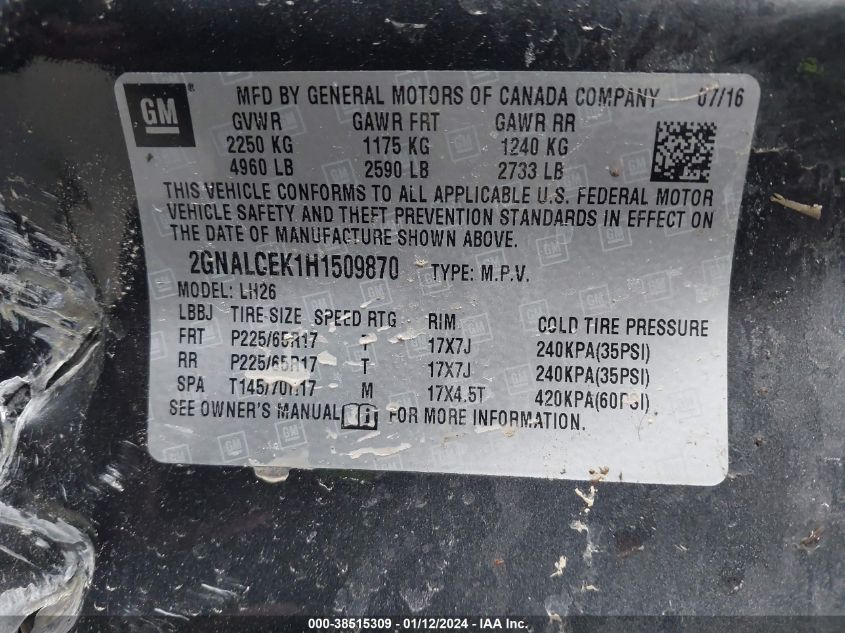 GM ® MFD BY GENERAL MOTORS OF CANADA COMPANY 07/16
GVWR GAWR FRT GAWR RR
2250 KG 1175 KG 1240 KG
4960 LB 2590 LB 2733 LB
THIS VEHICLE CONFORMS TO ALL APPLICABLE U.S. FEDERAL MOTOR
VEHICLE SAFETY AND THEFT PREVENTION STANDARDS IN EFFECT ON
THE DATE OF MANUFACTURE SHOWN ABOVE.
2GNALCEK1H1509870 TYPE: M.P.V.
MODEL: LH26
LBBJ TIRE SIZE SPEED RTG RIM COLD TIRE PRESSURE
FRT P225/65R17 T 17X7J 240KPA(35PSI)
RR P225/65R17 T 17X7J 240KPA(35PSI)
SPA T145/70R17 M 17X4.5T 420KPA(60PSI)
SEE OWNER'S MANUAL FOR MORE INFORMATION.
000-38515309 - 01/12/2024 - IAA, Inc.